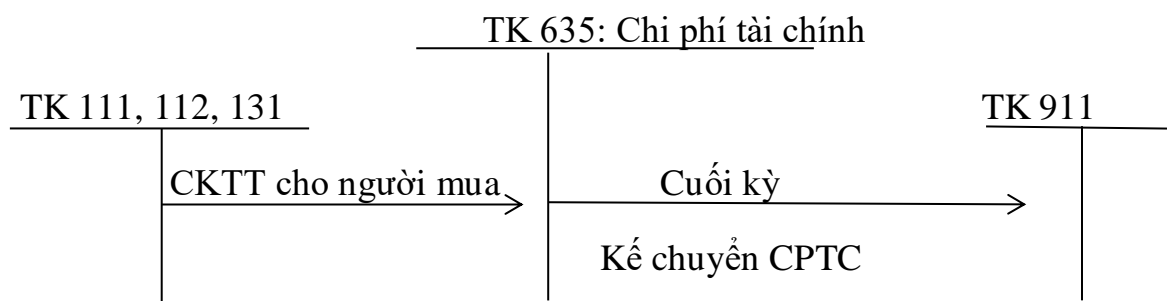 TK 635: Chi phí tài chính
TK 111, 112, 131
TK 911
CKTT cho người mua
Cuối kỳ
Kế chuyển CPTC